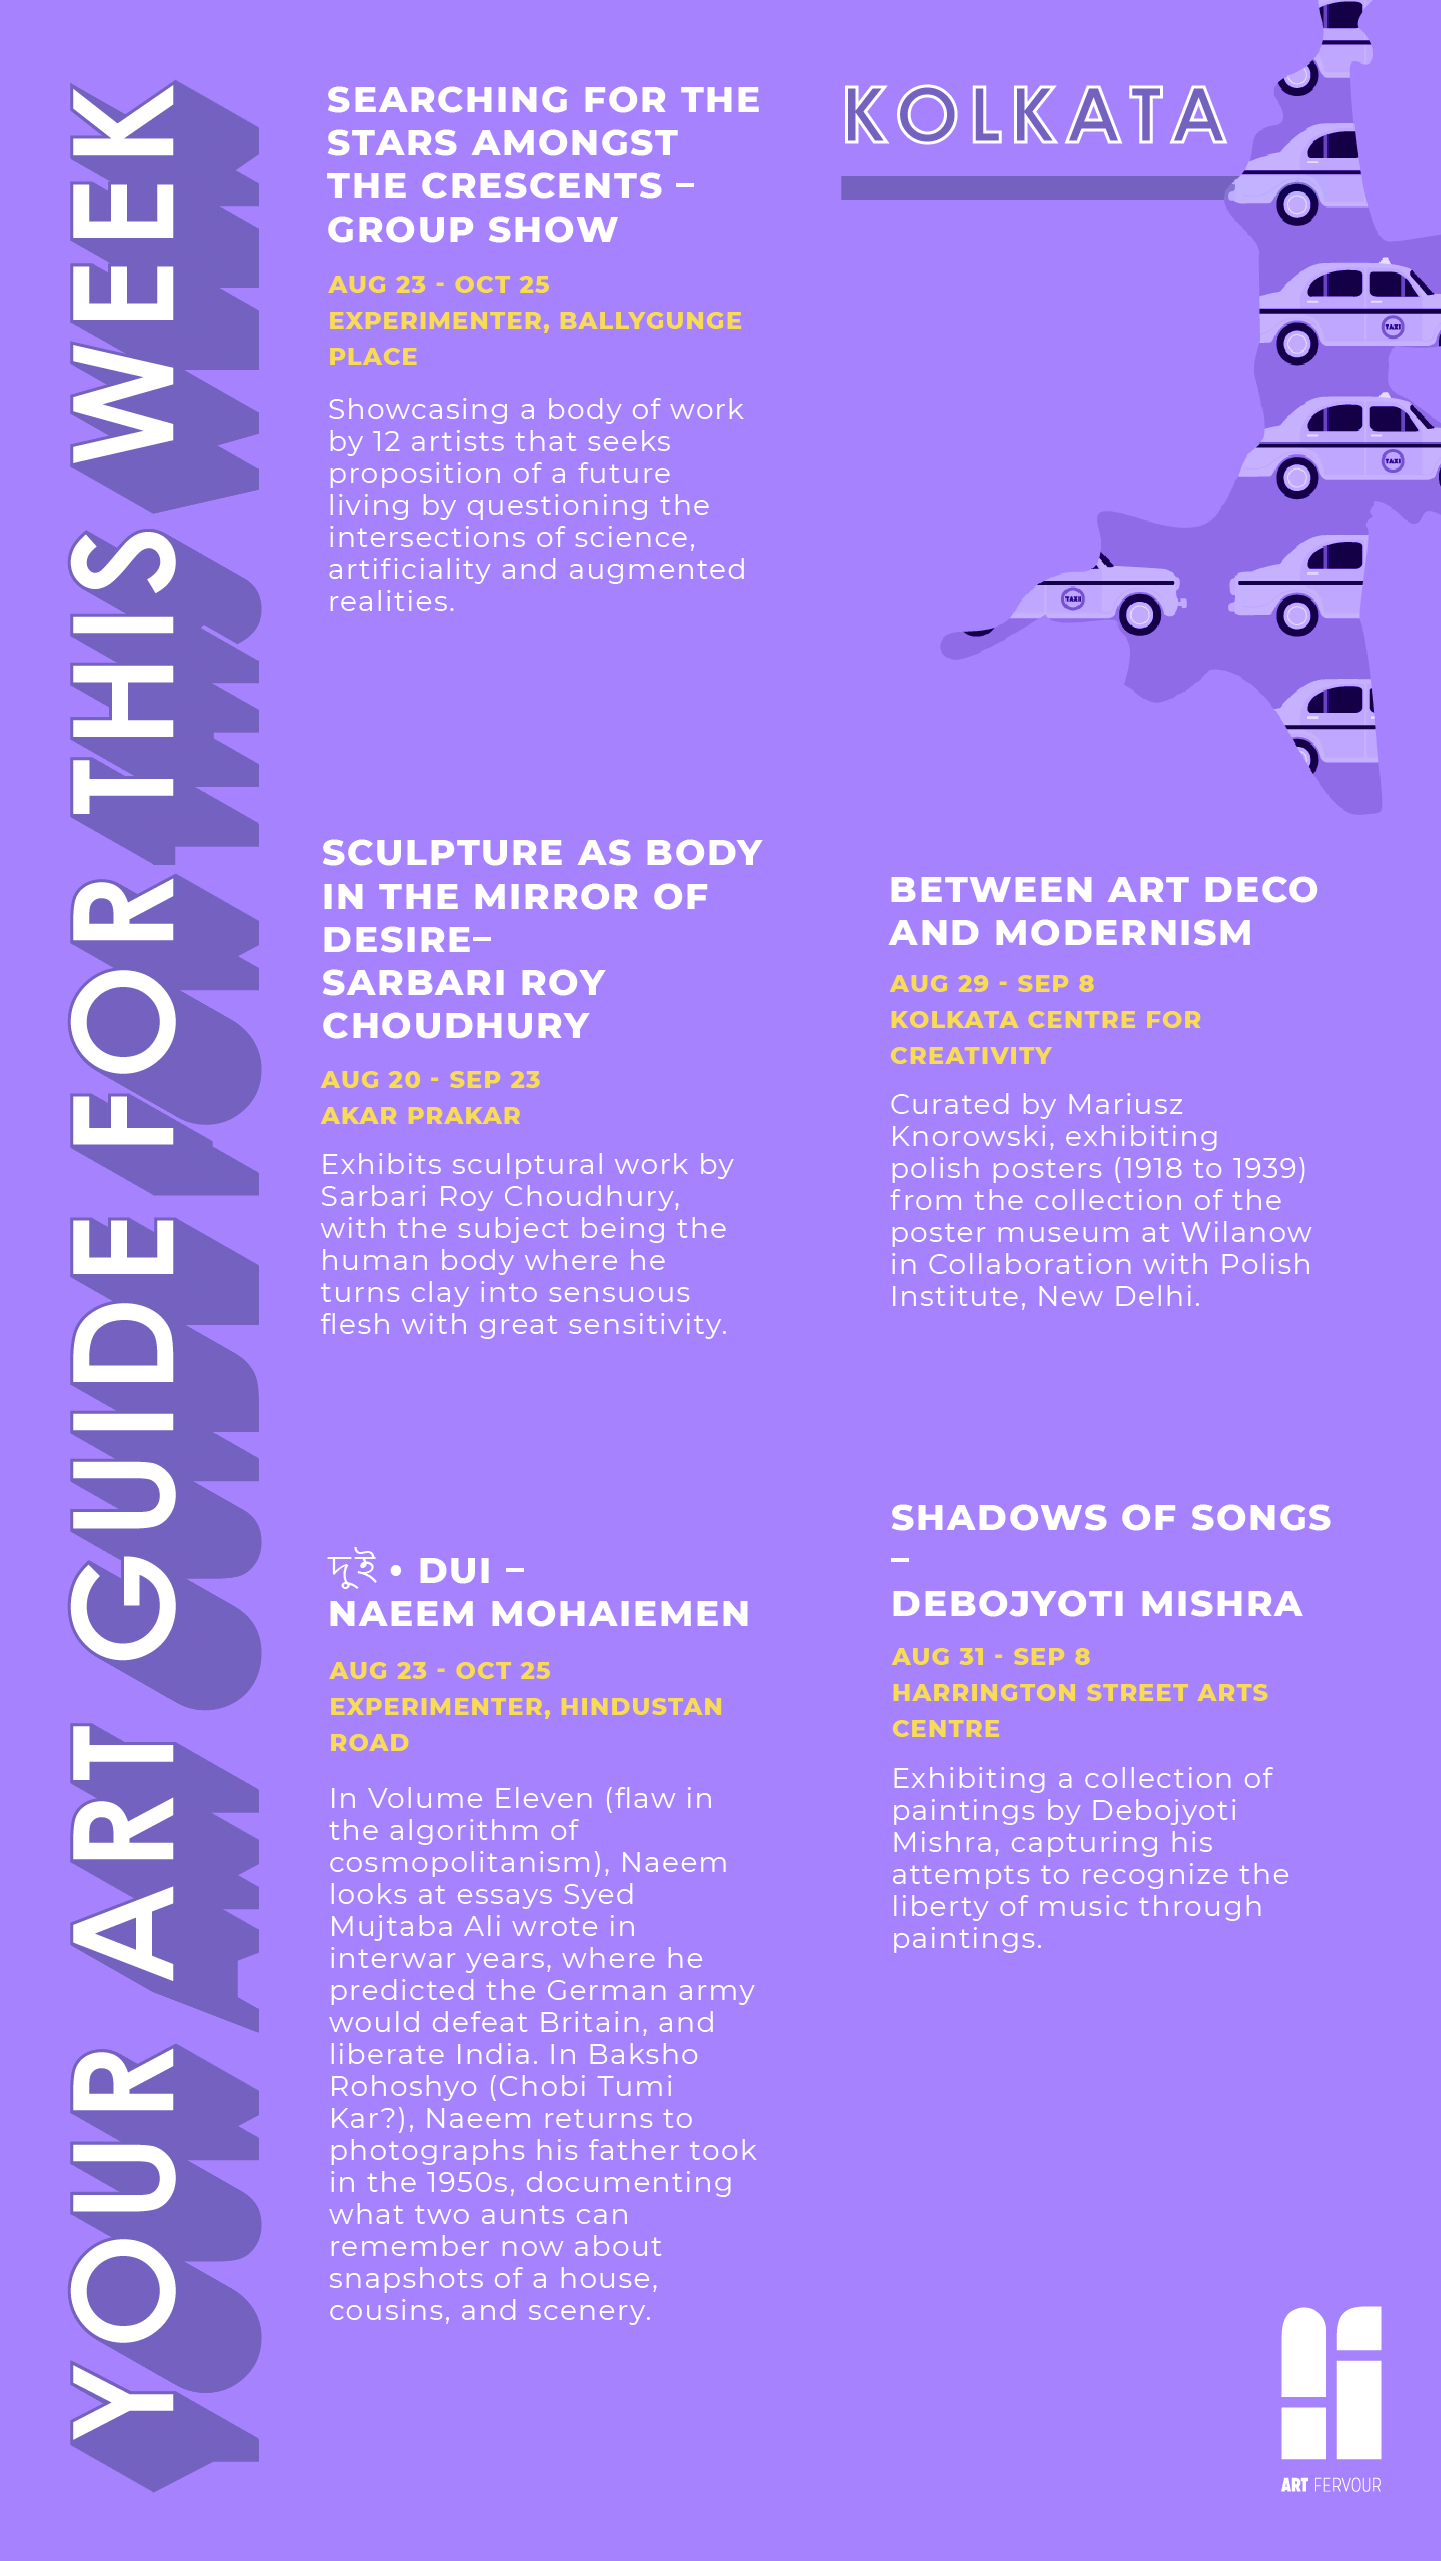 YOUR ART GUIDE FOR THIS WEEK
KOLKATA
SEARCHING FOR THE
STARS AMONGST
THE CRESCENTS –
GROUP SHOW
AUG 23 - OCT 25
EXPERIMENTER, BALLYGUNGE
PLACE
Showcasing a body of work
by 12 artists that seeks
proposition of a future
living by questioning the
intersections of science,
artificiality and augmented
realities.
TAXI
TAXI
TAXI
SCULPTURE AS BODY
IN THE MIRROR OF
DESIRE–
SARBARI ROY
CHOUDHURY
AUG 20 - SEP 23
AKAR PRAKAR
Exhibits sculptural work by
Sarbari Roy Choudhury,
with the subject being the
human body where he
turns clay into sensuous
flesh with great sensitivity.
BETWEEN ART DECO
AND MODERNISM
AUG 29 - SEP 8
KOLKATA CENTRE FOR
CREATIVITY
Curated by Mariusz
Knorowski, exhibiting
polish posters (1918 to 1939)
from the collection of the
poster museum at Wilanow
in Collaboration with Polish
Institute, New Delhi.
দুই • DUI –
NAEEM MOHAIEMEN
AUG 23 - OCT 25
EXPERIMENTER, HINDUSTAN
ROAD
In Volume Eleven (flaw in
the algorithm of
cosmopolitanism), Naeem
looks at essays Syed
Mujtaba Ali wrote in
interwar years, where he
predicted the German army
would defeat Britain, and
liberate India. In Baksho
Rohoshyo (Chobi Tumi
Kar?), Naeem returns to
photographs his father took
in the 1950s, documenting
what two aunts can
remember now about
snapshots of a house,
cousins, and scenery.
SHADOWS OF SONGS
–
DEBOJYOTI MISHRA
AUG 31 - SEP 8
HARRINGTON STREET ARTS
CENTRE
Exhibiting a collection of
paintings by Debojyoti
Mishra, capturing his
attempts to recognize the
liberty of music through
paintings.
ART FERVOUR